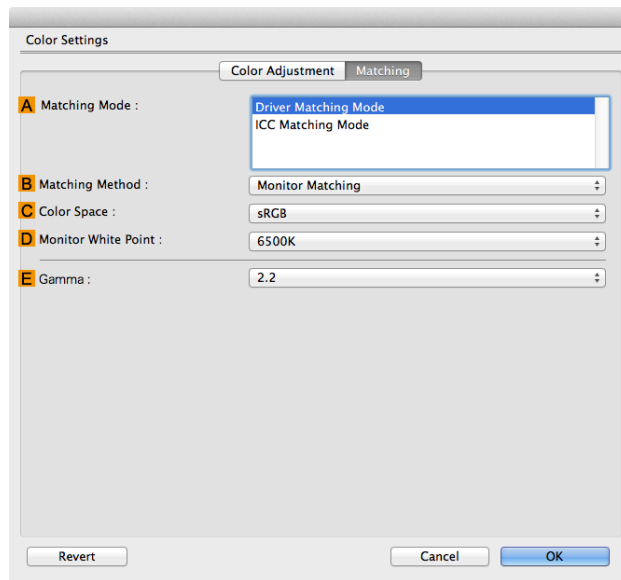 Color Settings
Color Adjustment Matching
A Matching Mode :
Driver Matching Mode
ICC Matching Mode
B Matching Method : Monitor Matching
C Color Space : sRGB
D Monitor White Point : 6500K
E Gamma : 2.2
Revert Cancel OK